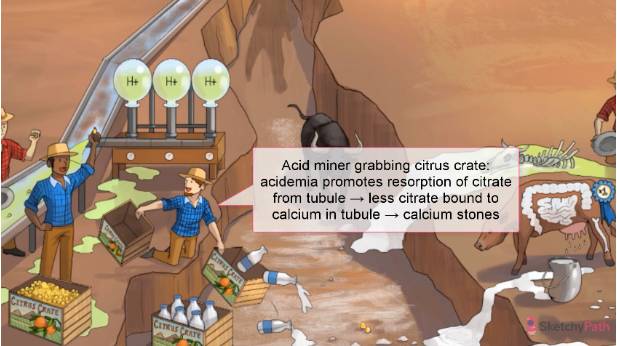 H+ H+ H+
Acid miner grabbing citrus crate:
acidemia promotes resorption of citrate
from tubule → less citrate bound to
calcium in tubule → calcium stones
1
CITRUS CRATE
CITRUS CRATE
CITRUS CRATE
SketchyPath